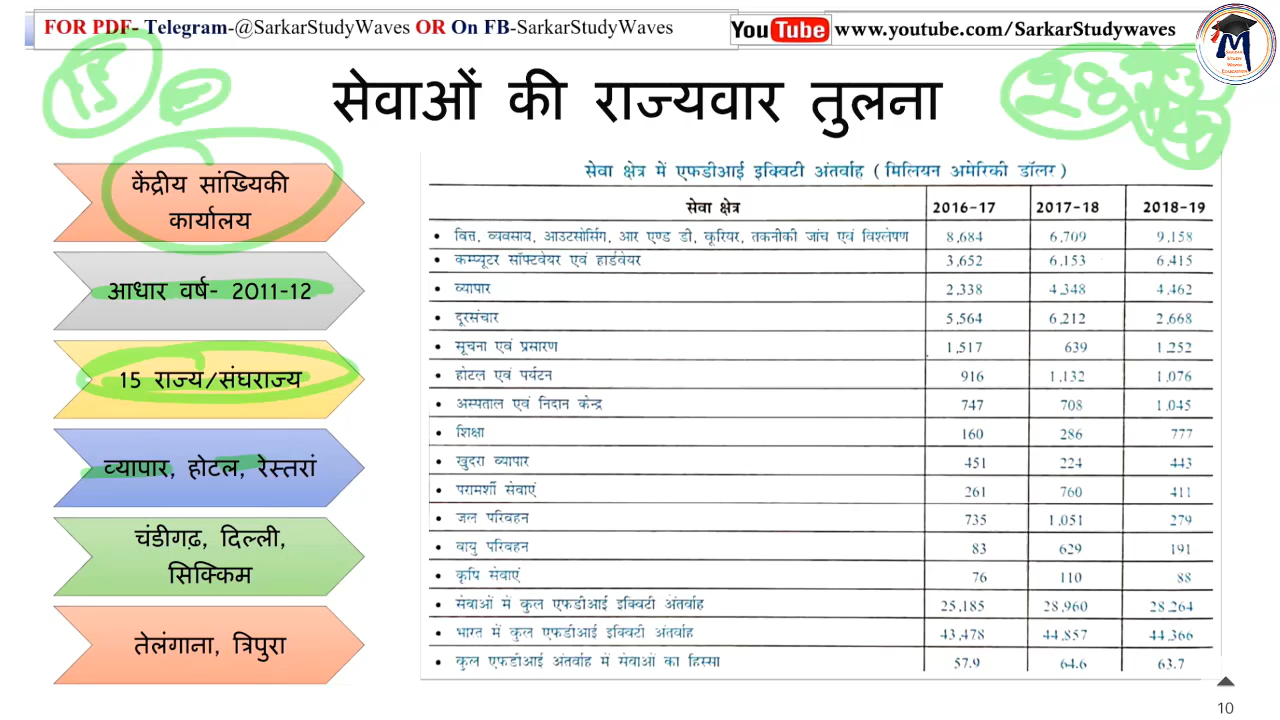 FOR PDF- Telegram-@SarkarStudyWaves OR On FB-SarkarStudyWaves
YouTube www.youtube.com/SarkarStudywaves
M
SARKAR
STUDY
WAVES
EDUCATION
15
सेवाओं की राज्यवार तुलना
केंद्रीय सांख्यिकी
कार्यालय
आधार वर्ष- 2011-12
15 राज्य/संघराज्य
व्यापार, होटल, रेस्तरां
चंडीगढ़, दिल्ली,
सिक्किम
तेलंगाना, त्रिपुरा
सेवा क्षेत्र में एफडीआई इक्विटी अंतर्वाह ( मिलियन अमेरिकी डॉलर )
सेवा क्षेत्र 2016-17 2017-18 2018-19
• वित्त, व्यवसाय, आउटसोर्सिंग, आर एण्ड डी, कूरियर, तकनीकी जांच एवं विश्लेषण 8,684 6,709 9,158
• कम्प्यूटर सॉफ्टवेयर एवं हार्डवेयर 3,652 6,153 6,415
• व्यापार 2,338 4,348 4,462
• दूरसंचार 5,564 6,212 2,668
• सूचना एवं प्रसारण 1,517 639 1,252
• होटल एवं पर्यटन 916 1,132 1,076
• अस्पताल एवं निदान केन्द्र 747 708 1,045
• शिक्षा 160 286 777
• खुदरा व्यापार 451 224 443
• परामर्शी सेवाएं 261 760 411
• जल परिवहन 735 1,051 279
• वायु परिवहन 83 629 191
• कृषि सेवाएं 76 110 88
• सेवाओं में कुल एफडीआई इक्विटी अंतर्वाह 25,185 28,960 28,264
• भारत में कुल एफडीआई इक्विटी अंतर्वाह 43,478 44,857 44,366
• कुल एफडीआई अंतर्वाह में सेवाओं का हिस्सा 57.9 64.6 63.7
10